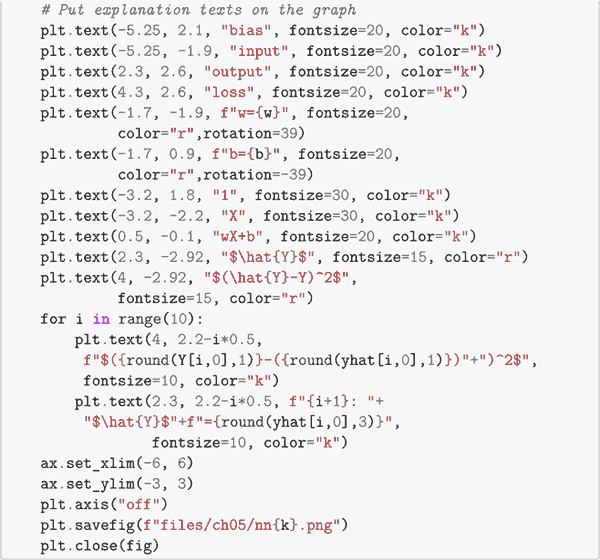 # Put explanation texts on the graph
plt.text(-5.25, 2.1, "bias", fontsize=20, color="k")
plt.text(-5.25, -1.9, "input", fontsize=20, color="k")
plt.text(2.3, 2.6, "output", fontsize=20, color="k")
plt.text(4.3, 2.6, "loss", fontsize=20, color="k")
plt.text(-1.7, -1.9, f"w={w}", fontsize=20,
color="r",rotation=39)
plt.text(-1.7, 0.9, f"b={b}", fontsize=20,
color="r",rotation=-39)
plt.text(-3.2, 1.8, "1", fontsize=30, color="k")
plt.text(-3.2, -2.2, "X", fontsize=30, color="k")
plt.text(0.5, -0.1, "wX+b", fontsize=20, color="k")
plt.text(2.3, -2.92, "$\hat{Y}$", fontsize=15, color="r")
plt.text(4, -2.92, "$(\hat{Y}-Y)^2$",
fontsize=15, color="r")
for i in range(10):
plt.text(4, 2.2-i*0.5,
f"$({round(Y[i,0],1)}-({round(yhat[i,0],1)})"+")^2$",
fontsize=10, color="k")
plt.text(2.3, 2.2-i*0.5, f"{i+1}: "+
"$\hat{Y}$"+f"={round(yhat[i,0],3)}",
fontsize=10, color="k")
ax.set_xlim(-6, 6)
ax.set_ylim(-3, 3)
plt.axis("off")
plt.savefig(f"files/ch05/nn{k}.png")
plt.close(fig)